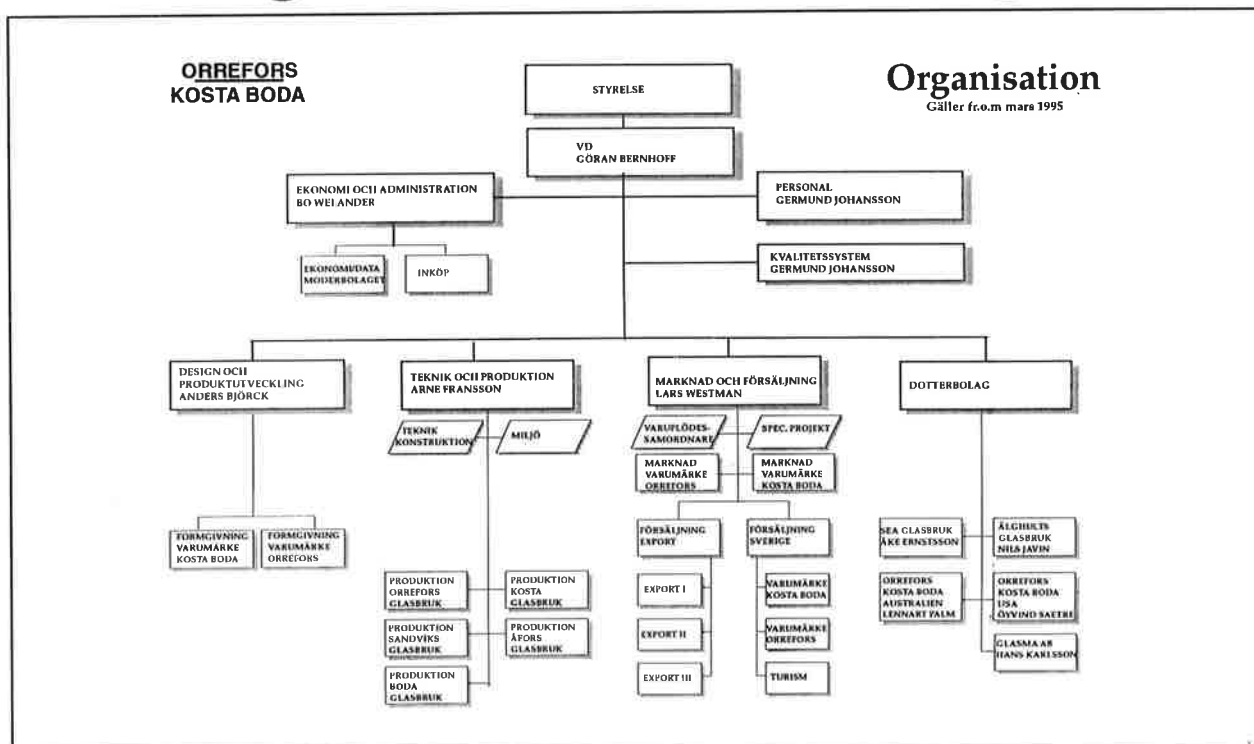 ORREFORS
KOSTA BODA
Organisation
Gäller fr.o.m mars 1995
STYRELSE
VD
GÖRAN BERNHOFF
EKONOMI OCH ADMINISTRATION
BO WELANDER
PERSONAL
GERMUND JOHANSSON
EKONOMI/DATA
MODERBOLAGET
INKÖP
KVALITETSSYSTEM
GERMUND JOHANSSON
DESIGN OCH
PRODUKTUTVECKLING
ANDERS BJÖRCK
TEKNIK OCH PRODUKTION
ARNE FRANSSON
MARKNAD OCH FÖRSÄLJNING
LARS WESTMAN
DOTTERBOLAG
TEKNIK
KONSTRUKTION
MILJÖ
VARUFLÖDES-
SAMORDNARE
SPEC. PROJEKT
MARKNAD
VARUMÄRKE
ORREFORS
MARKNAD
VARUMÄRKE
KOSTA BODA
FORMGIVNING
VARUMÄRKE
KOSTA BODA
FORMGIVNING
VARUMÄRKE
ORREFORS
FÖRSÄLJNING
EXPORT
FÖRSÄLJNING
SVERIGE
SEA GLASBRUK
ÅKE ERNSTSSON
ÄLGHULTS
GLASBRUK
NILS JAVIN
PRODUKTION
ORREFORS
GLASBRUK
PRODUKTION
KOSTA
GLASBRUK
EXPORT I
VARUMÄRKE
KOSTA BODA
ORREFORS
KOSTA BODA
AUSTRALIEN
LENNART PALM
ORREFORS
KOSTA BODA
USA
ÖYVIND SAETRE
PRODUKTION
SANDVIKS
GLASBRUK
PRODUKTION
ÅFORS
GLASBRUK
EXPORT II
VARUMÄRKE
ORREFORS
GLASMA AB
HANS KARLSSON
PRODUKTION
BODA
GLASBRUK
EXPORT III
TURISM